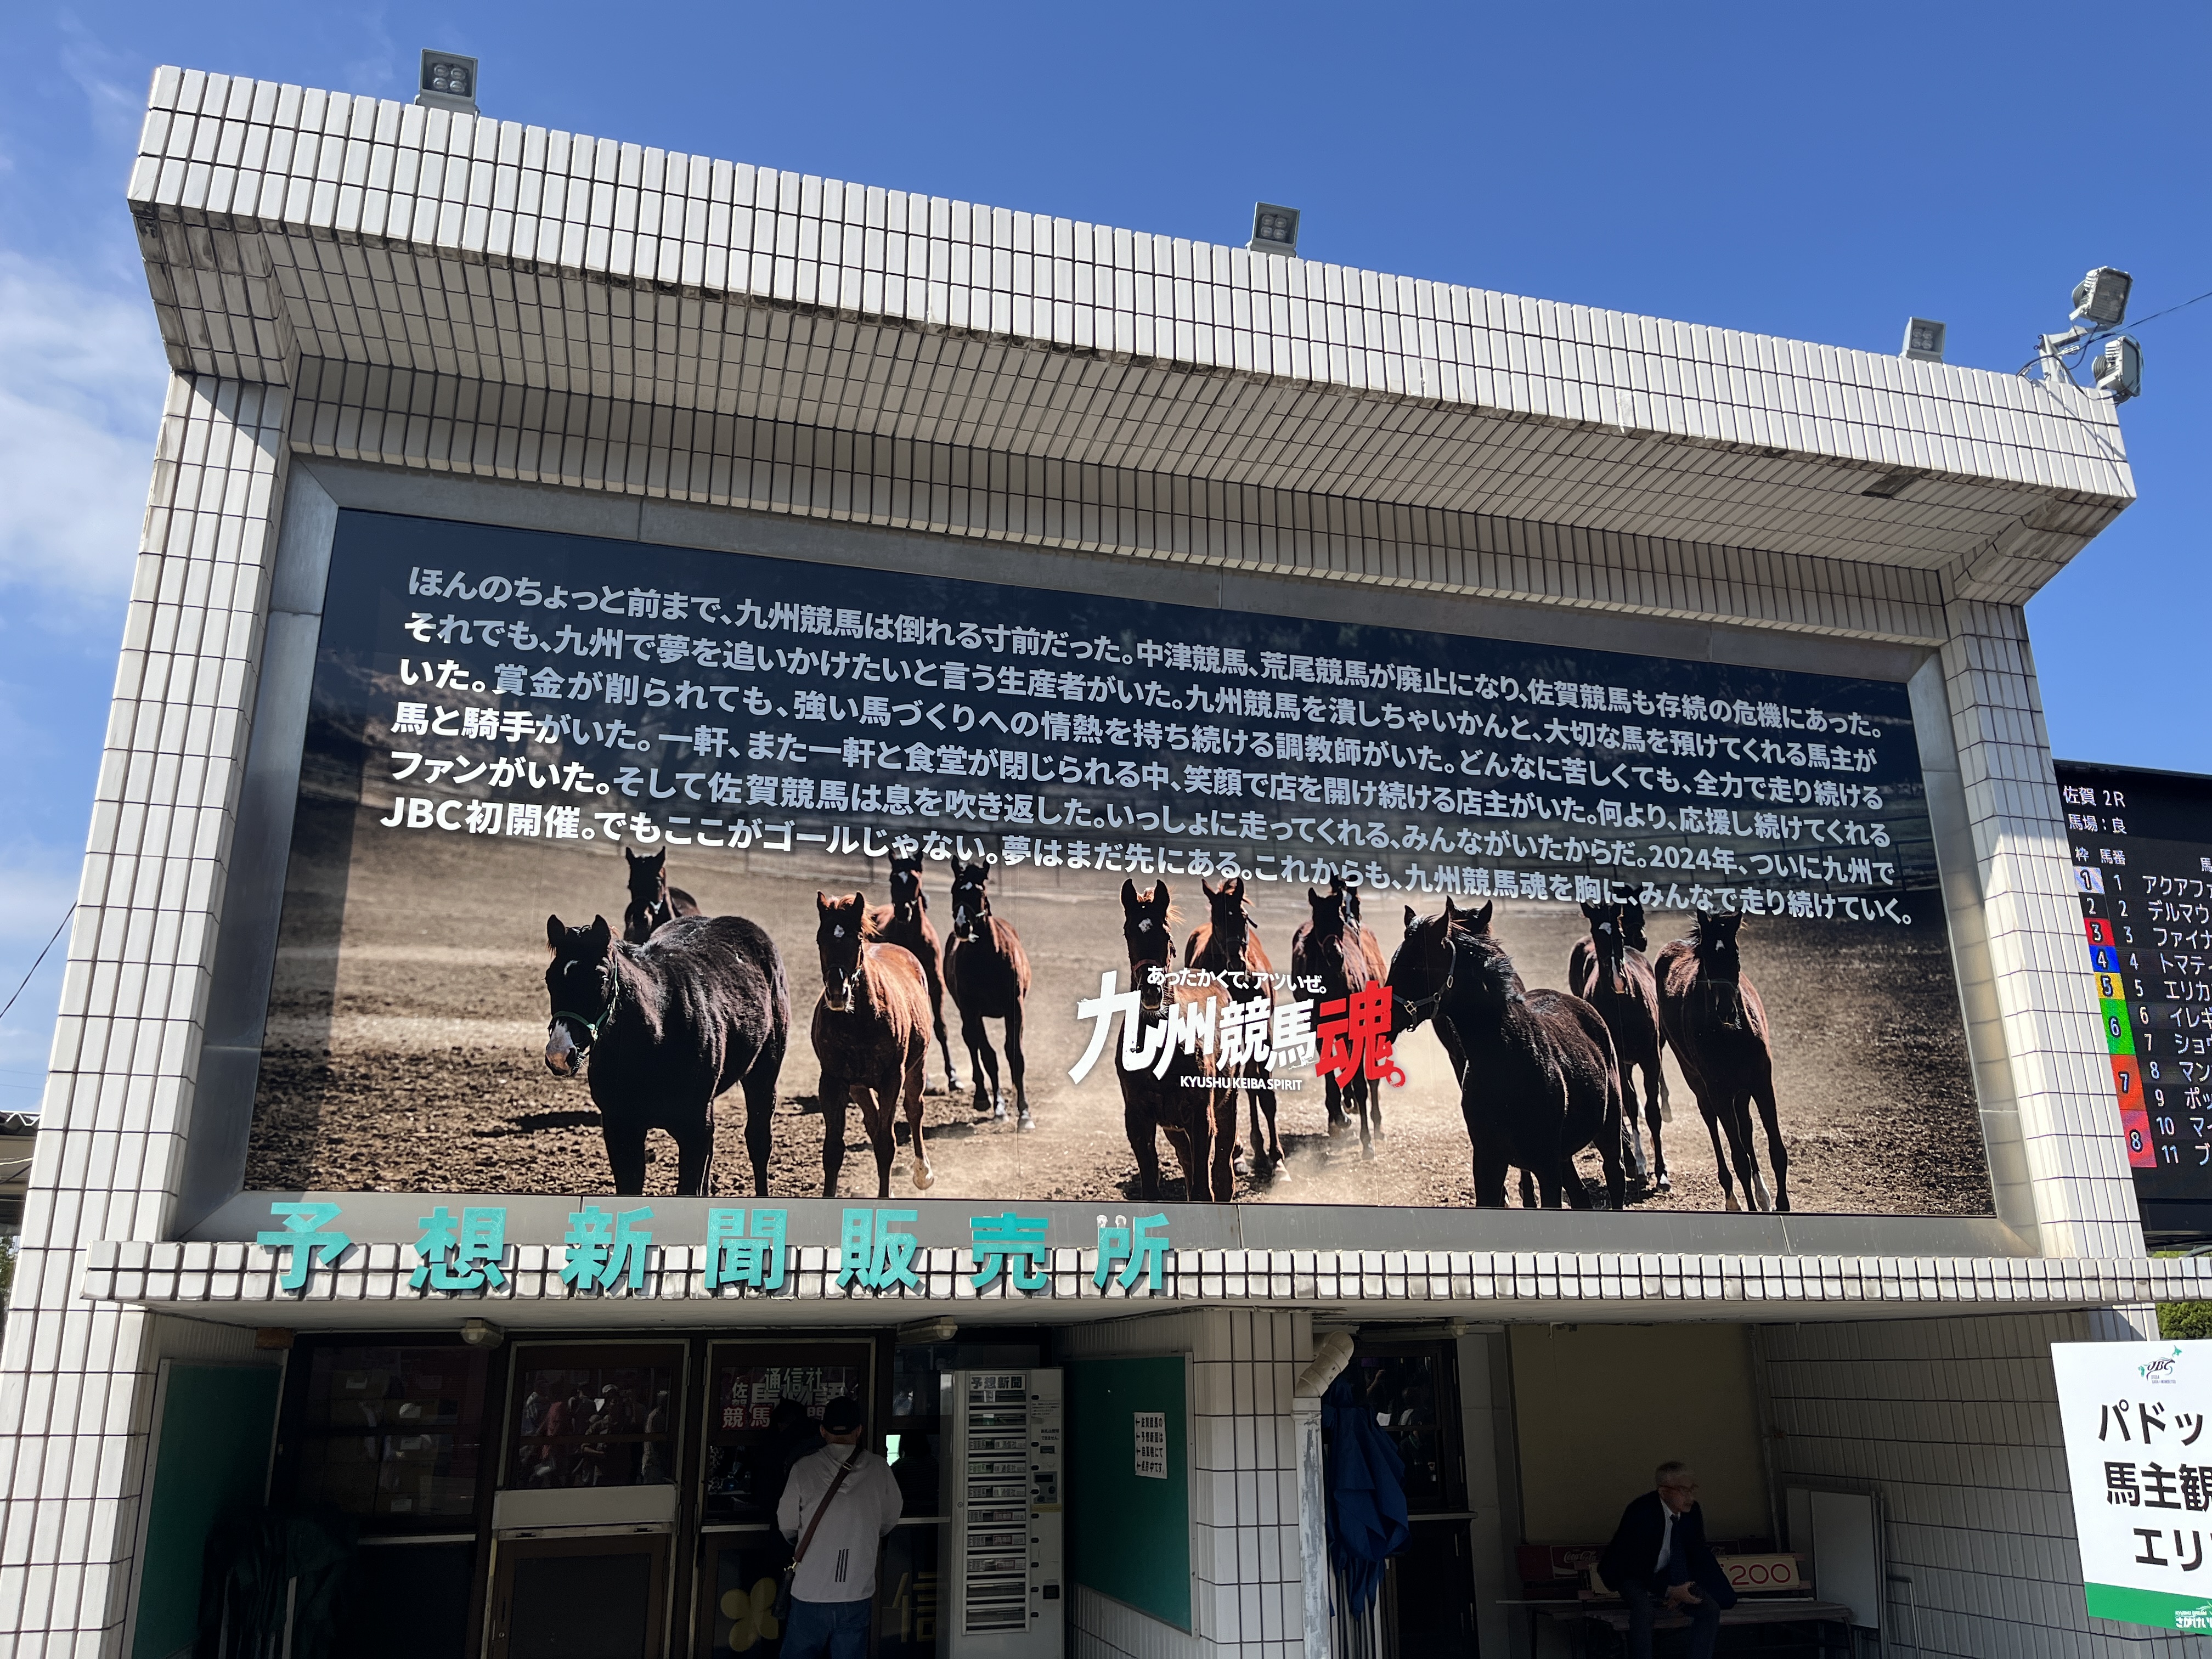 ほんのちょっと前まで、九州競馬は倒れる寸前だった。中津競馬、荒尾競馬が廃止になり、佐賀競馬も存続の危機にあった。
それでも、九州で夢を追いかけたいと言う生産者がいた。九州競馬を潰しちゃいかんと、大切な馬を預けてくれる馬主が
いた。賞金が削られても、強い馬づくりへの情熱を持ち続ける調教師がいた。どんなに苦しくても、全力で走り続ける
馬と騎手がいた。一軒、また一軒と食堂が閉じられる中、笑顔で店を開け続ける店主がいた。何より、応援し続けてくれる
ファンがいた。そして佐賀競馬は息を吹き返した。いっしょに走ってくれる、みんながいたからだ。2024年、ついに九州で
JBC初開催。でもここがゴールじゃない。夢はまだ先にある。これからも、九州競馬魂を胸に、みんなで走り続けていく。
あったかくて、アツいぜ。
九州競馬魂。
KYUSHU KEIBA SPIRIT
佐賀 2R
馬場：良
枠 馬番 馬
1 1 アクアファ
2 2 デルマウ
3 3 ファイナ
4 4 トマティ
5 5 エリカ
6 6 イレギ
7 ショウ
7 8 マン
9 ポッ
8 10 マイ
11 ブ
予想新聞販売所
通信社
予想新聞
JBC
パドッ
馬主観
エリ
200